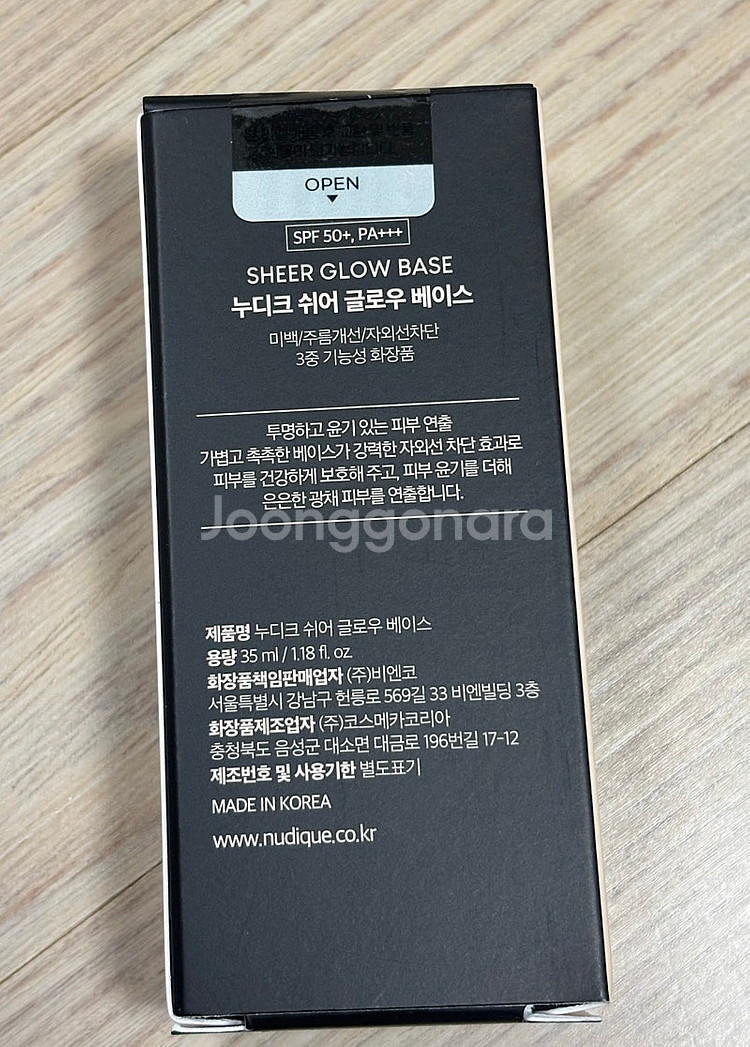 OPEN
SPF 50+, PA+++
SHEER GLOW BASE
누디크 쉬어 글로우 베이스
미백/주름개선/자외선차단
3중 기능성 화장품
투명하고 윤기 있는 피부 연출
가볍고 촉촉한 베이스가 강력한 자외선 차단 효과로
피부를 건강하게 보호해 주고, 피부 윤기를 더해
은은한 광채 피부를 연출합니다.
Joonggonara
제품명 누디크 쉬어 글로우 베이스
용량 35 ml / 1.18 fl. oz
화장품책임판매업자 (주)비엔코
서울특별시 강남구 헌릉로 569길 33 비엔빌딩 3층
화장품제조업자 (주)코스메카코리아
충청북도 음성군 대소면 대금로 196번길 17-12
제조번호 및 사용기한 별도표기
MADE IN KOREA
www.nudique.co.kr